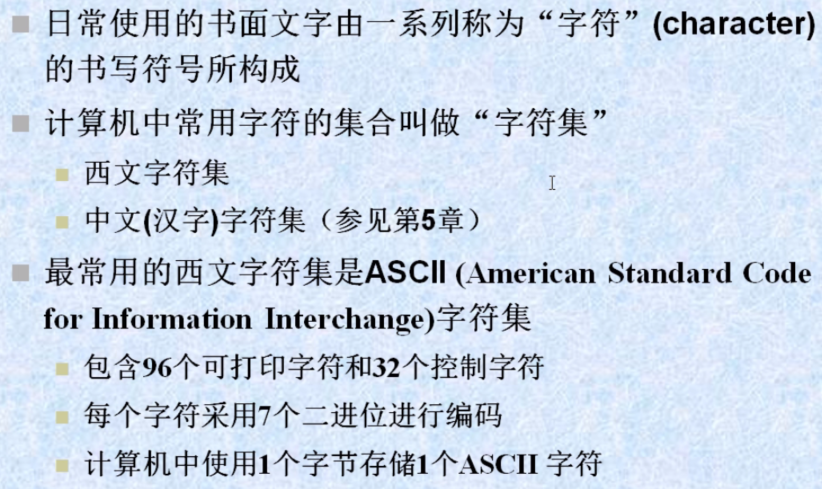 日常使用的书面文字由一系列称为“字符”(character)
的书写符号所构成
计算机中常用字符的集合叫做“字符集”
西文字符集
中文(汉字)字符集（参见第5章）
最常用的西文字符集是ASCII (American Standard Code
for Information Interchange)字符集
包含96个可打印字符和32个控制字符
每个字符采用7个二进位进行编码
计算机中使用1个字节存储1个ASCII 字符